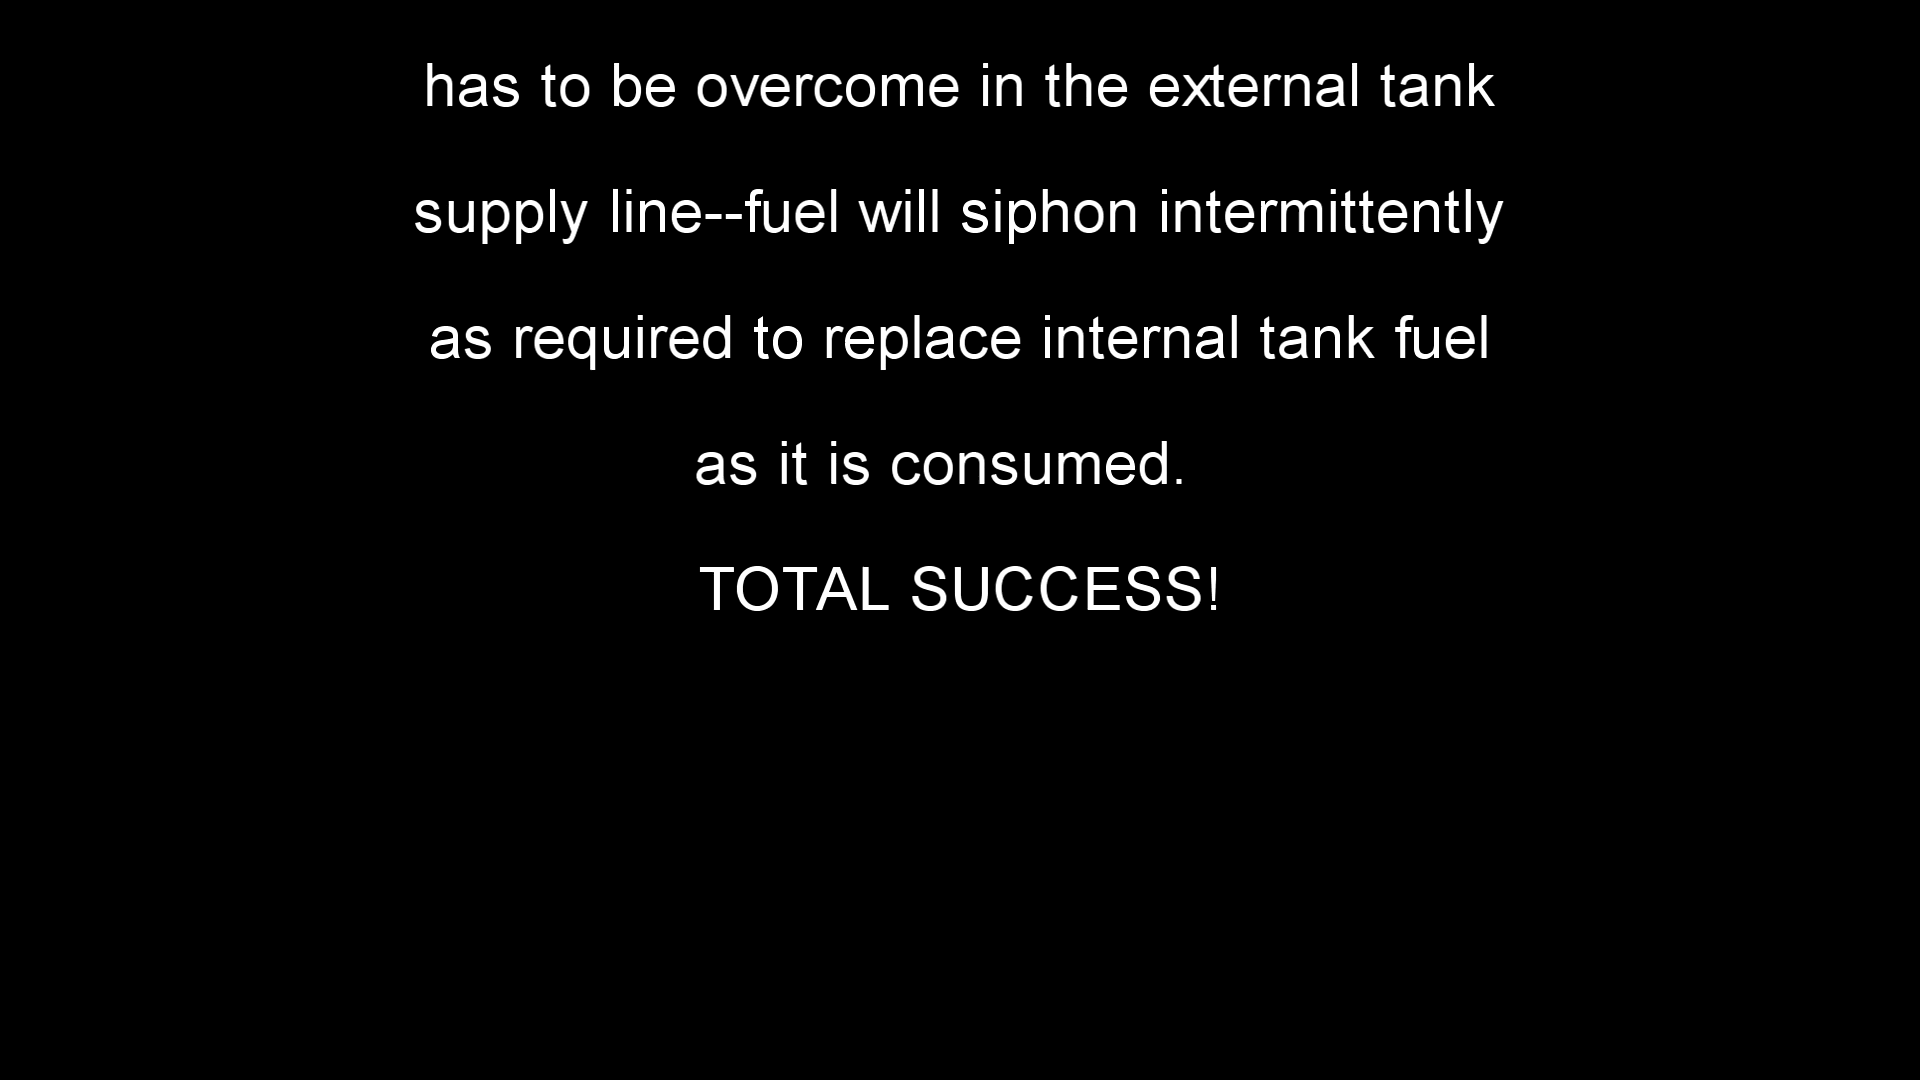 has to be overcome in the external tank
supply line--fuel will siphon intermittently
as required to replace internal tank fuel
as it is consumed.
TOTAL SUCCESS!